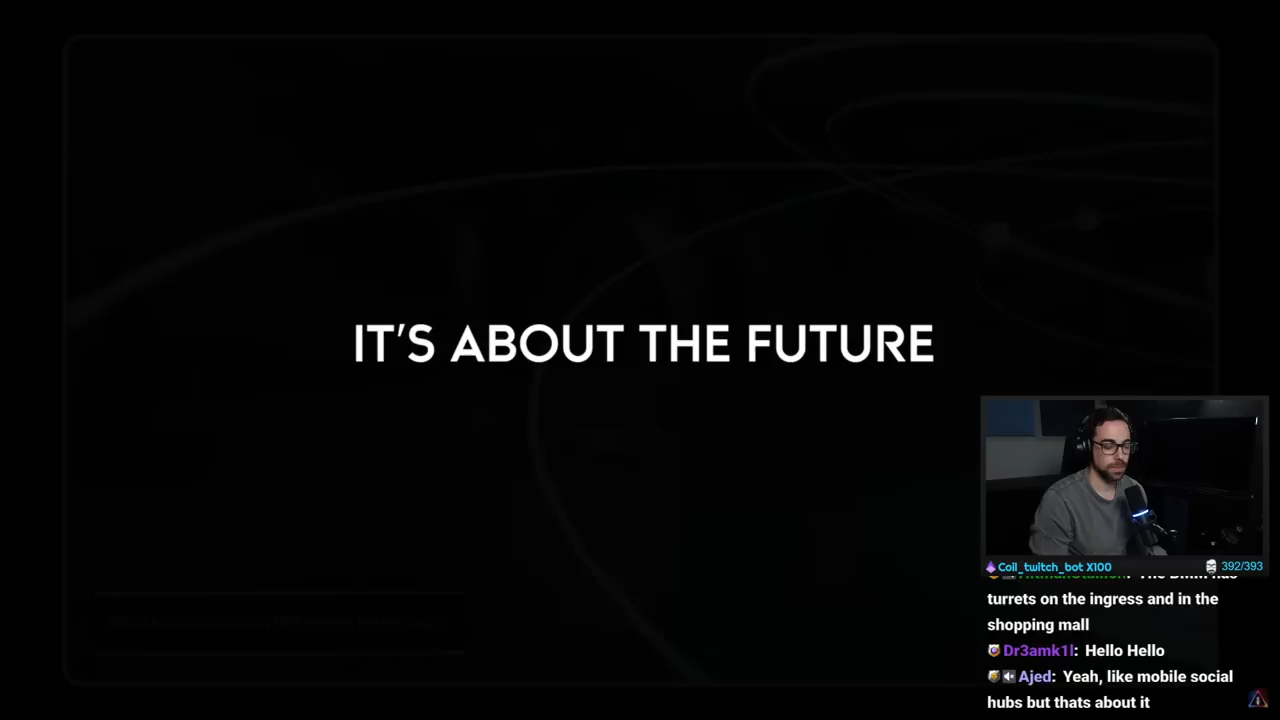 IT'S ABOUT THE FUTURE
Coil_twitch_bot X100
392/393
turrets on the ingress and in the
shopping mall
Dr3amk1l: Hello Hello
Ajed: Yeah, like mobile social
hubs but thats about it